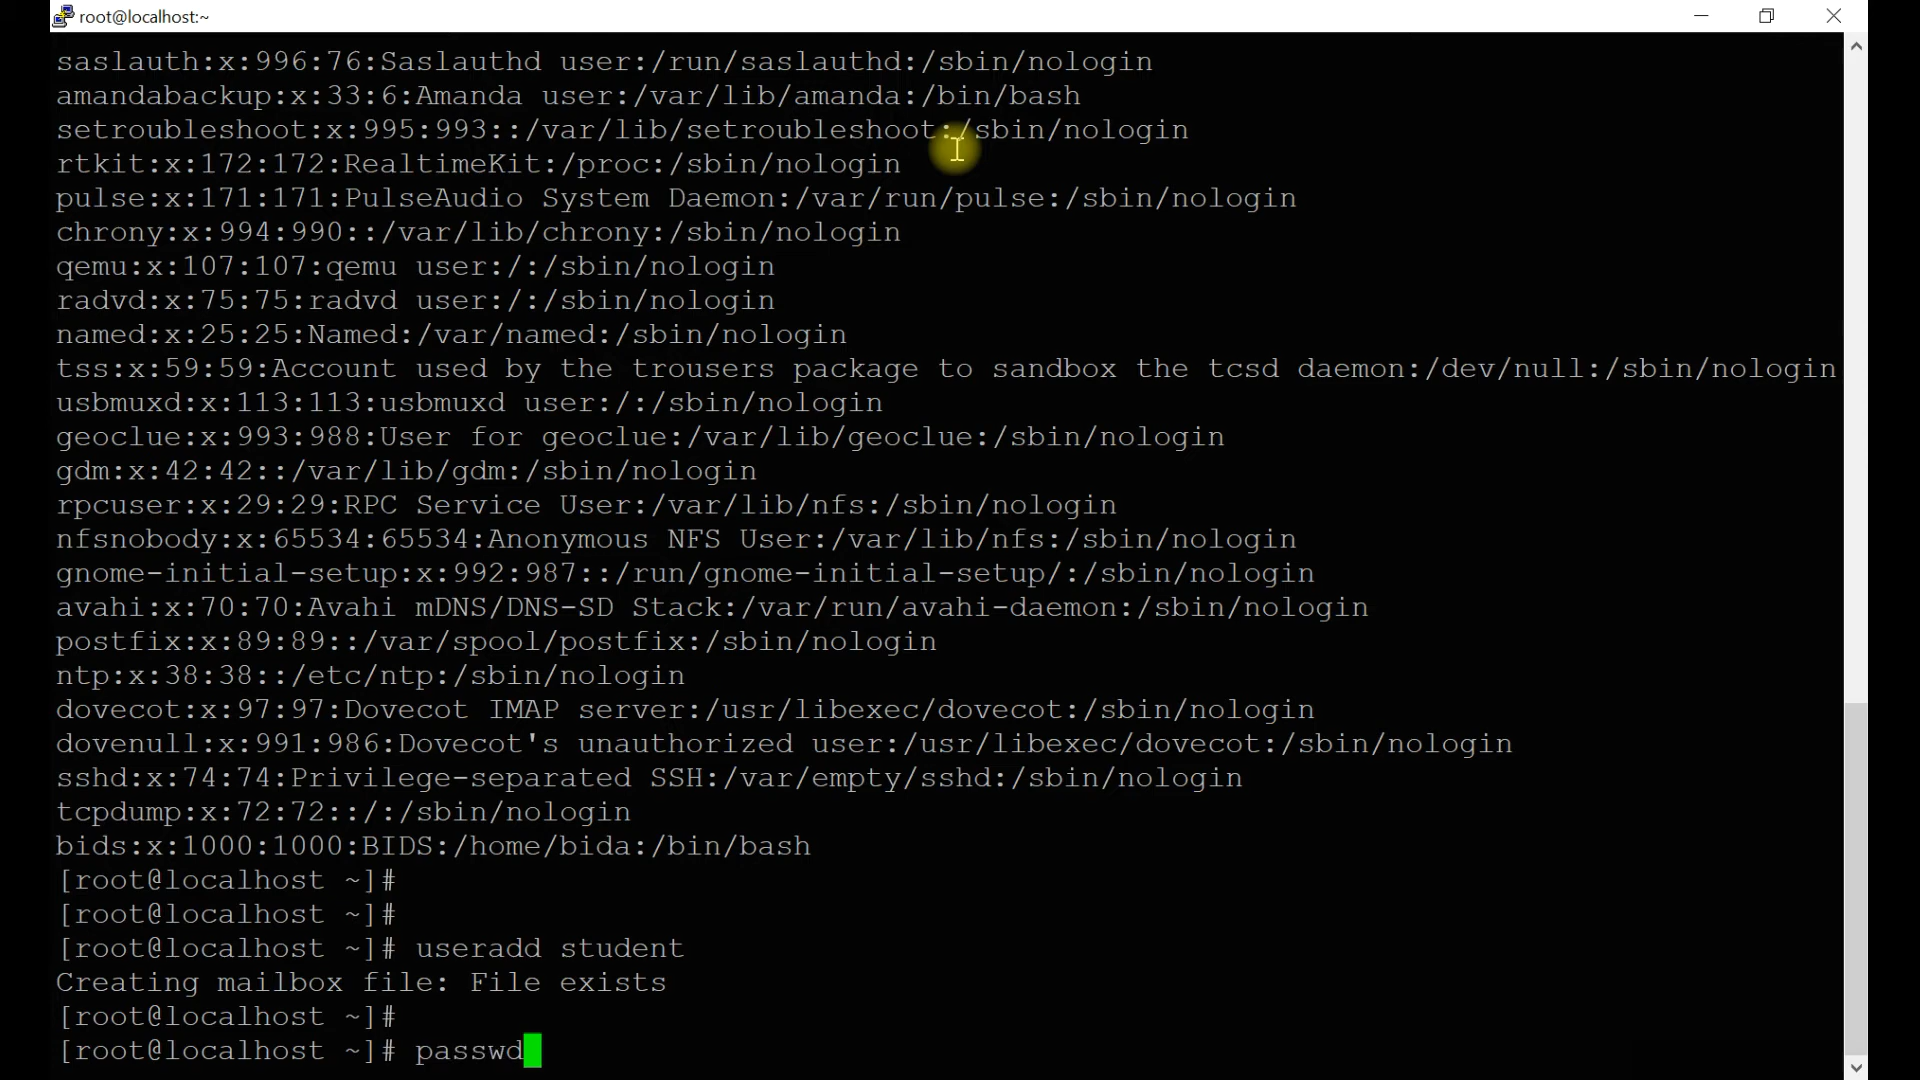 root@localhost:~
saslauth:x:996:76:Saslauthd user:/run/saslauthd:/sbin/nologin
amandabackup:x:33:6:Amanda user:/var/lib/amanda:/bin/bash
setroubleshoot:x:995:993::/var/lib/setroubleshoot:/sbin/nologin
rtkit:x:172:172:RealtimeKit:/proc:/sbin/nologin
pulse:x:171:171:PulseAudio System Daemon:/var/run/pulse:/sbin/nologin
chrony:x:994:990::/var/lib/chrony:/sbin/nologin
qemu:x:107:107:qemu user:/:/sbin/nologin
radvd:x:75:75:radvd user:/:/sbin/nologin
named:x:25:25:Named:/var/named:/sbin/nologin
tss:x:59:59:Account used by the trousers package to sandbox the tcsd daemon:/dev/null:/sbin/nologin
usbmuxd:x:113:113:usbmuxd user:/:/sbin/nologin
geoclue:x:993:988:User for geoclue:/var/lib/geoclue:/sbin/nologin
gdm:x:42:42::/var/lib/gdm:/sbin/nologin
rpcuser:x:29:29:RPC Service User:/var/lib/nfs:/sbin/nologin
nfsnobody:x:65534:65534:Anonymous NFS User:/var/lib/nfs:/sbin/nologin
gnome-initial-setup:x:992:987::/run/gnome-initial-setup/:/sbin/nologin
avahi:x:70:70:Avahi mDNS/DNS-SD Stack:/var/run/avahi-daemon:/sbin/nologin
postfix:x:89:89::/var/spool/postfix:/sbin/nologin
ntp:x:38:38::/etc/ntp:/sbin/nologin
dovecot:x:97:97:Dovecot IMAP server:/usr/libexec/dovecot:/sbin/nologin
dovenull:x:991:986:Dovecot's unauthorized user:/usr/libexec/dovecot:/sbin/nologin
sshd:x:74:74:Privilege-separated SSH:/var/empty/sshd:/sbin/nologin
tcpdump:x:72:72::/:/sbin/nologin
bids:x:1000:1000:BIDS:/home/bida:/bin/bash
[root@localhost ~]#
[root@localhost ~]#
[root@localhost ~]# useradd student
Creating mailbox file: File exists
[root@localhost ~]#
[root@localhost ~]# passwd